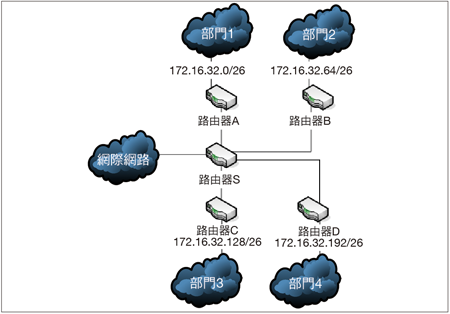 部門1
部門2
172.16.32.0/26
172.16.32.64/26
路由器A
路由器B
網際網路
路由器S
路由器C
路由器D
172.16.32.128/26
172.16.32.192/26
部門3
部門4